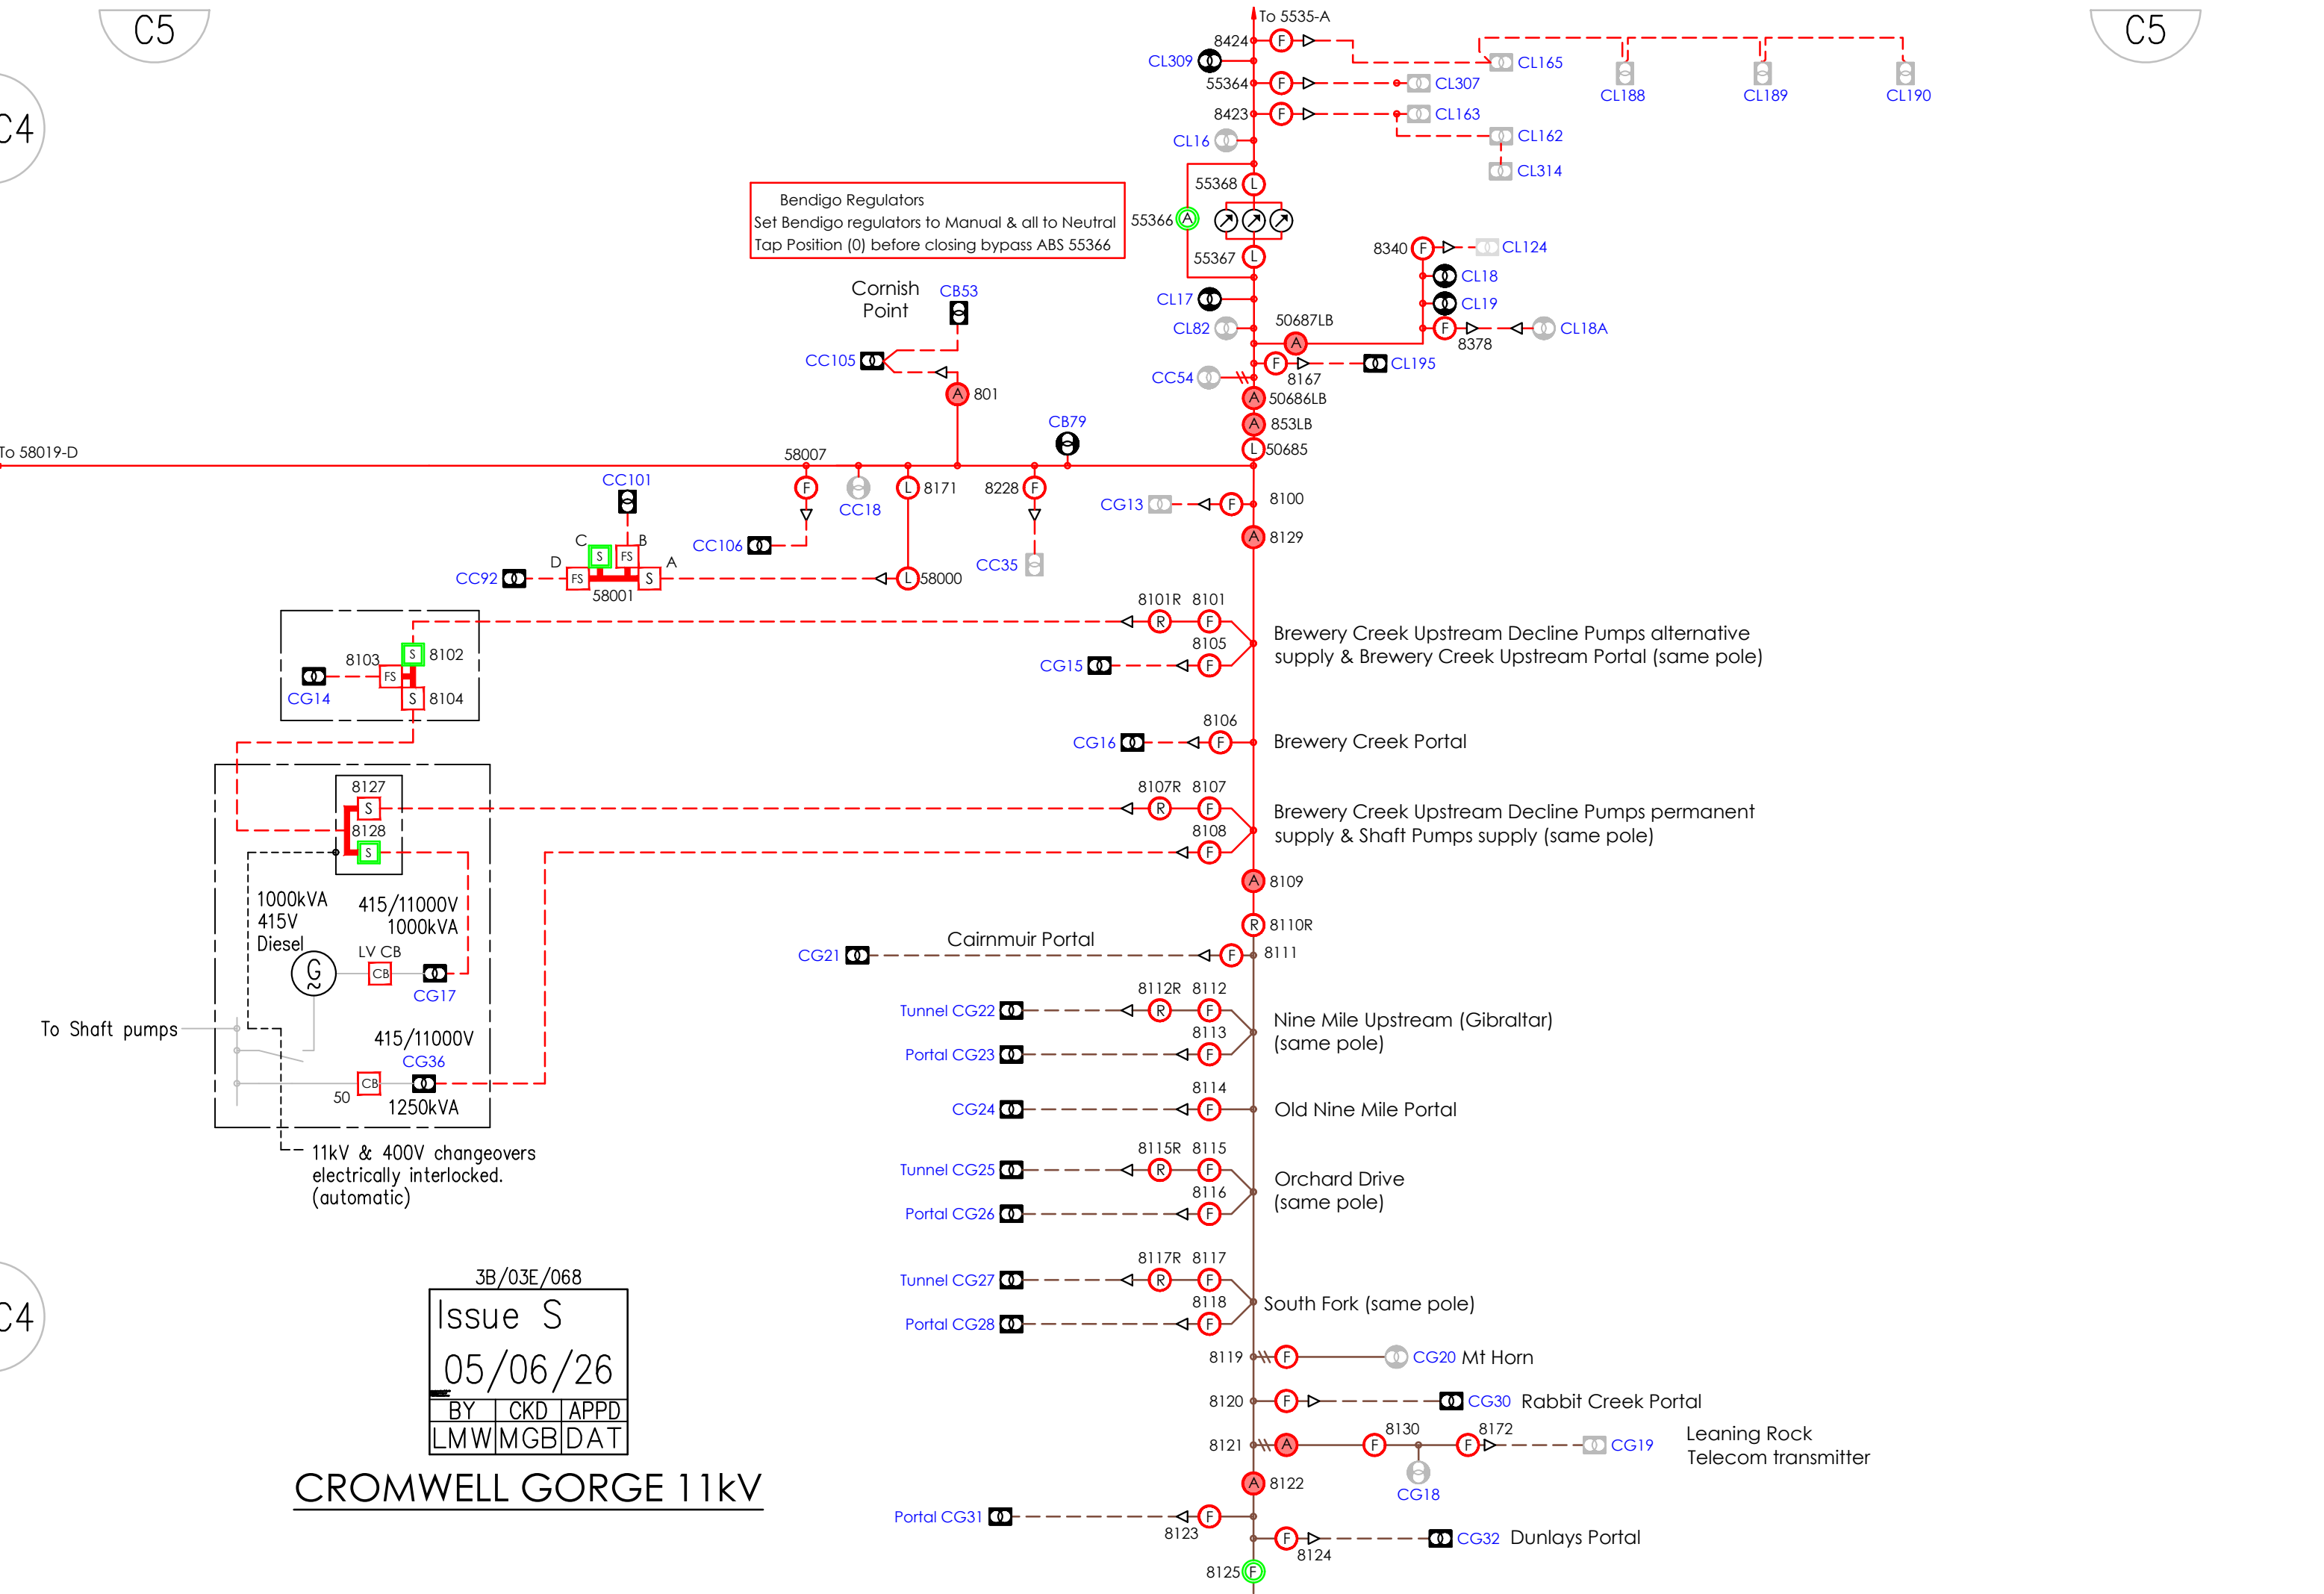 C5
C5
C4
To 5535-A
8424
F
CL309
CL165
55364
F
CL307
CL188
CL189
CL190
8423
F
CL163
CL162
CL16
CL314
55368
L
Bendigo Regulators
Set Bendigo regulators to Manual & all to Neutral
Tap Position (0) before closing bypass ABS 55366
55366
A
55367
L
8340
F
CL124
CL18
CL19
Cornish
Point
CB53
CL17
CL82
50687LB
A
F
8378
CL18A
CC105
F
8167
CL195
CC54
A
801
A
50686LB
A
853LB
CB79
L
50685
To 58019-D
58007
CC101
F
CC18
L
8171
8228
F
CG13
F
8100
A
8129
C
B
CC106
S
FS
D
A
CC92
FS
S
58001
L
58000
CC35
8101R
8101
R
F
Brewery Creek Upstream Decline Pumps alternative
supply & Brewery Creek Upstream Portal (same pole)
8105
CG15
F
S
8102
8103
FS
CG14
S
8104
8106
CG16
F
Brewery Creek Portal
8127
S
8107R
8107
R
F
Brewery Creek Upstream Decline Pumps permanent
supply & Shaft Pumps supply (same pole)
8128
S
8108
F
A
8109
1000kVA
415V
Diesel
415/11000V
1000kVA
R
8110R
LV CB
G
~
CB
CG17
Cairnmuir Portal
CG21
F
8111
8112R
8112
Tunnel CG22
R
F
Nine Mile Upstream (Gibraltar)
(same pole)
8113
Portal CG23
F
To Shaft pumps
415/11000V
CG36
CB
50
1250kVA
8114
CG24
F
Old Nine Mile Portal
11kV & 400V changeovers
electrically interlocked.
(automatic)
8115R
8115
Tunnel CG25
R
F
Orchard Drive
(same pole)
8116
Portal CG26
F
8117R
8117
Tunnel CG27
R
F
8118
South Fork (same pole)
Portal CG28
F
C4
3B/03E/068
Issue S
05/06/26
BY CKD APPD
LMW MGB DAT
CROMWELL GORGE 11kV
8119
F
CG20 Mt Horn
8120
F
CG30 Rabbit Creek Portal
8121
A
8130
F
8172
F
CG19
Leaning Rock
Telecom transmitter
CG18
A
8122
Portal CG31
F
8123
F
8124
CG32 Dunlays Portal
8125
F